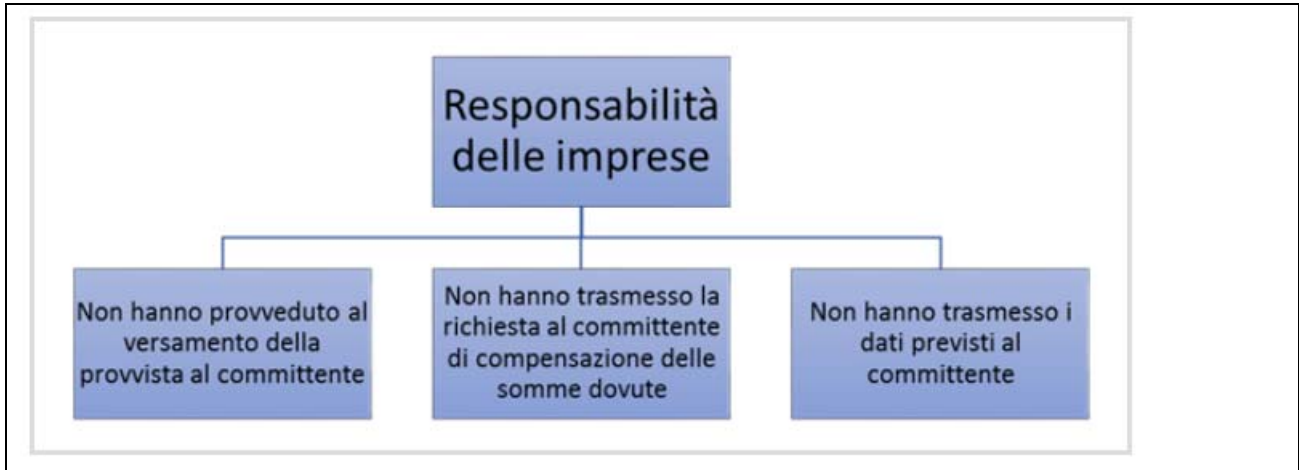 Responsabilità
delle imprese
Non hanno provveduto al
versamento della
provvista al committente
Non hanno trasmesso la
richiesta al committente
di compensazione delle
somme dovute
Non hanno trasmesso i
dati previsti al
committente